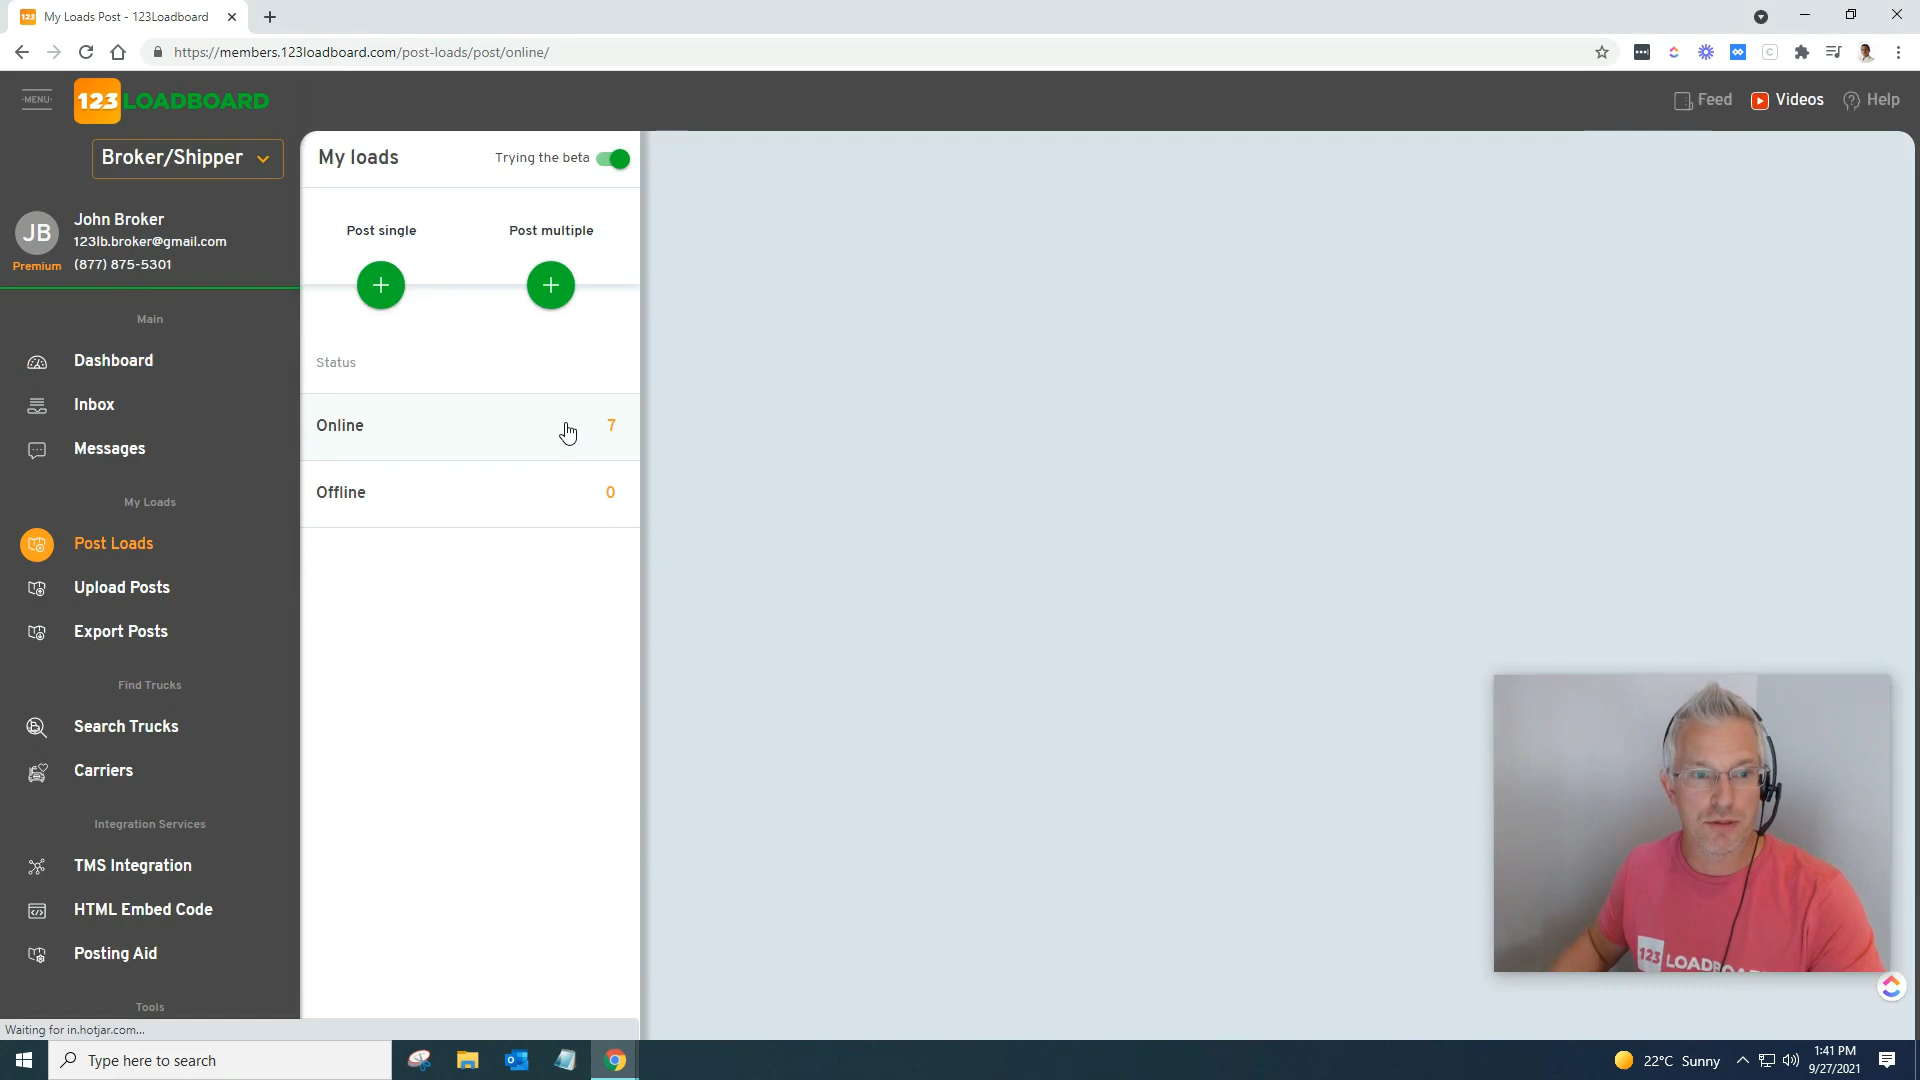 123
My Loads Post - 123Loadboard
https://members.123loadboard.com/post-loads/post/online/
-MENU-
123 LOADBOARD
Feed
Videos
Help
Broker/Shipper
My loads
Trying the beta
JB
Premium
John Broker
123lb.broker@gmail.com
(877) 875-5301
Post single
Post multiple
Status
Online 7
Offline 0
Main
Dashboard
Inbox
Messages
My Loads
Post Loads
Upload Posts
Export Posts
Find Trucks
Search Trucks
Carriers
Integration Services
TMS Integration
HTML Embed Code
Posting Aid
Tools
123 LOADBOARD
Waiting for in.hotjar.com...
Type here to search
22°C Sunny
1:41 PM
9/27/2021